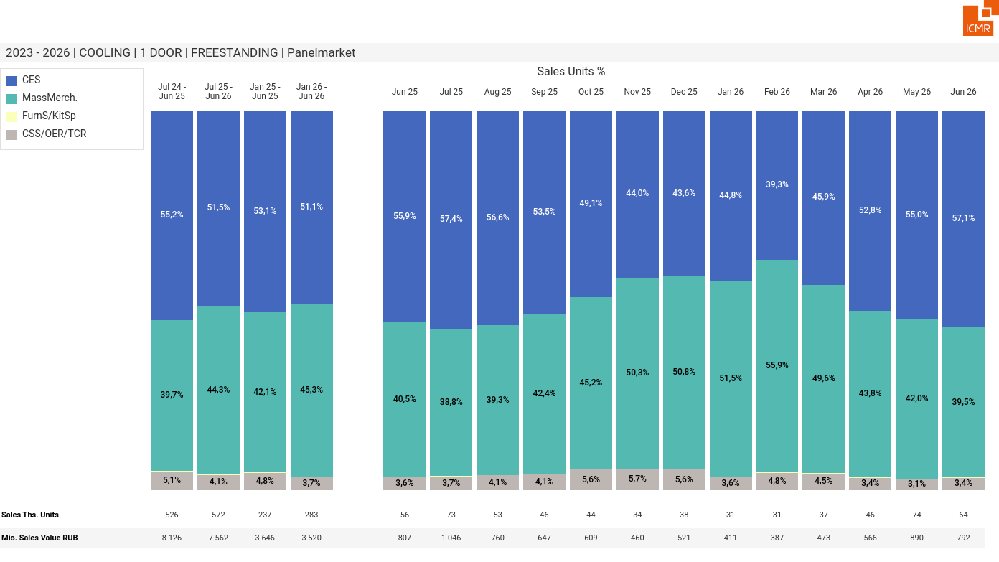 ICMR
2023 - 2026 | COOLING | 1 DOOR | FREESTANDING | Panelmarket
CES
MassMerch.
FurnS/KitSp
CSS/OER/TCR
Sales Units %
Jul 24 - Jun 25 Jul 25 - Jun 26 Jan 25 - Jun 25 Jan 26 - Jun 26 – Jun 25 Jul 25 Aug 25 Sep 25 Oct 25 Nov 25 Dec 25 Jan 26 Feb 26 Mar 26 Apr 26 May 26 Jun 26
55,2% 51,5% 53,1% 51,1% 55,9% 57,4% 56,6% 53,5% 49,1% 44,0% 43,6% 44,8% 39,3% 45,9% 52,8% 55,0% 57,1%
39,7% 44,3% 42,1% 45,3% 40,5% 38,8% 39,3% 42,4% 45,2% 50,3% 50,8% 51,5% 55,9% 49,6% 43,8% 42,0% 39,5%
5,1% 4,1% 4,8% 3,7% 3,6% 3,7% 4,1% 4,1% 5,6% 5,7% 5,6% 3,6% 4,8% 4,5% 3,4% 3,1% 3,4%
Sales Ths. Units 526 572 237 283 - 56 73 53 46 44 34 38 31 31 37 46 74 64
Mio. Sales Value RUB 8 126 7 562 3 646 3 520 - 807 1 046 760 647 609 460 521 411 387 473 566 890 792